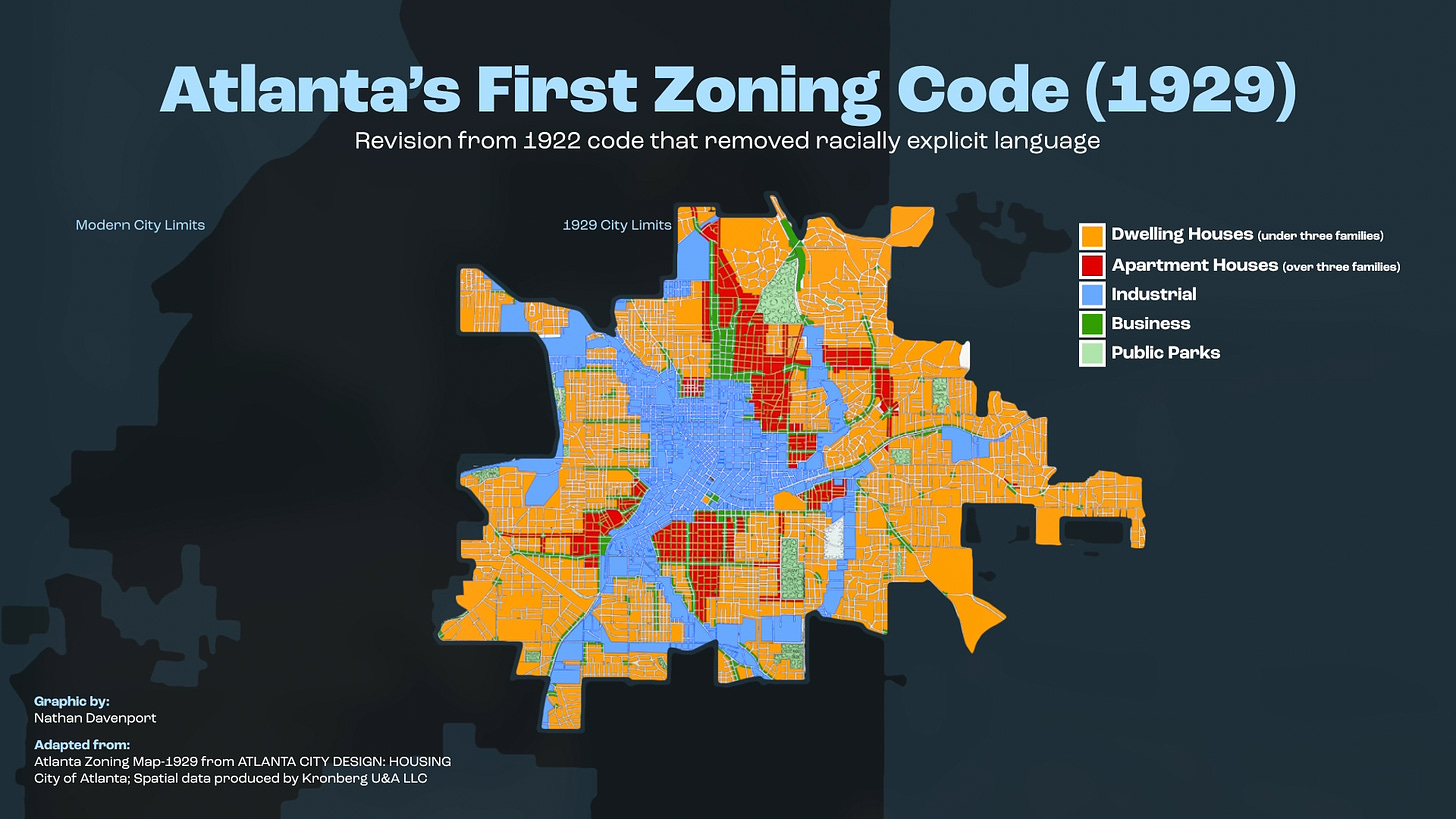 Atlanta’s First Zoning Code (1929)
Revision from 1922 code that removed racially explicit language
Modern City Limits
1929 City Limits
Dwelling Houses (under three families)
Apartment Houses (over three families)
Industrial
Business
Public Parks
Graphic by:
Nathan Davenport
Adapted from:
Atlanta Zoning Map-1929 from ATLANTA CITY DESIGN: HOUSING
City of Atlanta; Spatial data produced by Kronberg U&A LLC